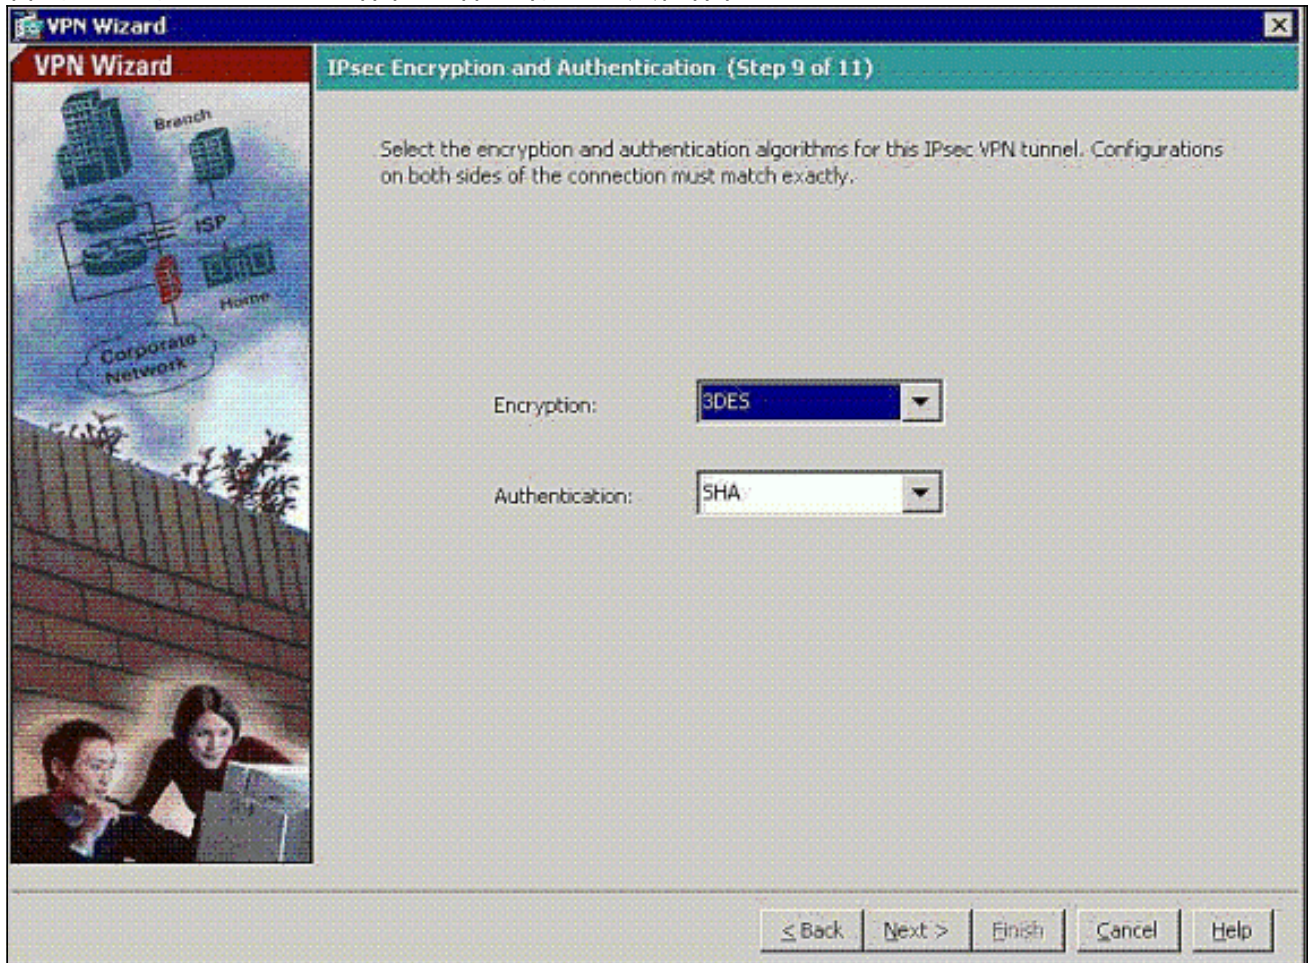 VPN Wizard
VPN Wizard
IPsec Encryption and Authentication (Step 9 of 11)
Branch
ISP
Home
Corporate
Network
Select the encryption and authentication algorithms for this IPsec VPN tunnel. Configurations
on both sides of the connection must match exactly.
Encryption:
3DES
Authentication:
SHA
< Back
Next >
Finish
Cancel
Help